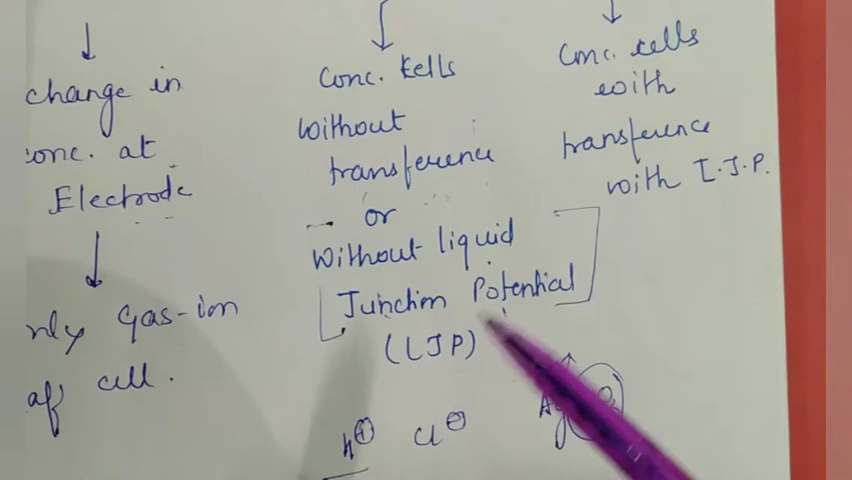 change in
conc. at
Electrode
Gas-ion
cell.
Conc. Cells
without
transference
or
without liquid
Junction Potential
(LJP)
H⊕ Cl⊖
Conc. cells
with
transference
with L.J.P.